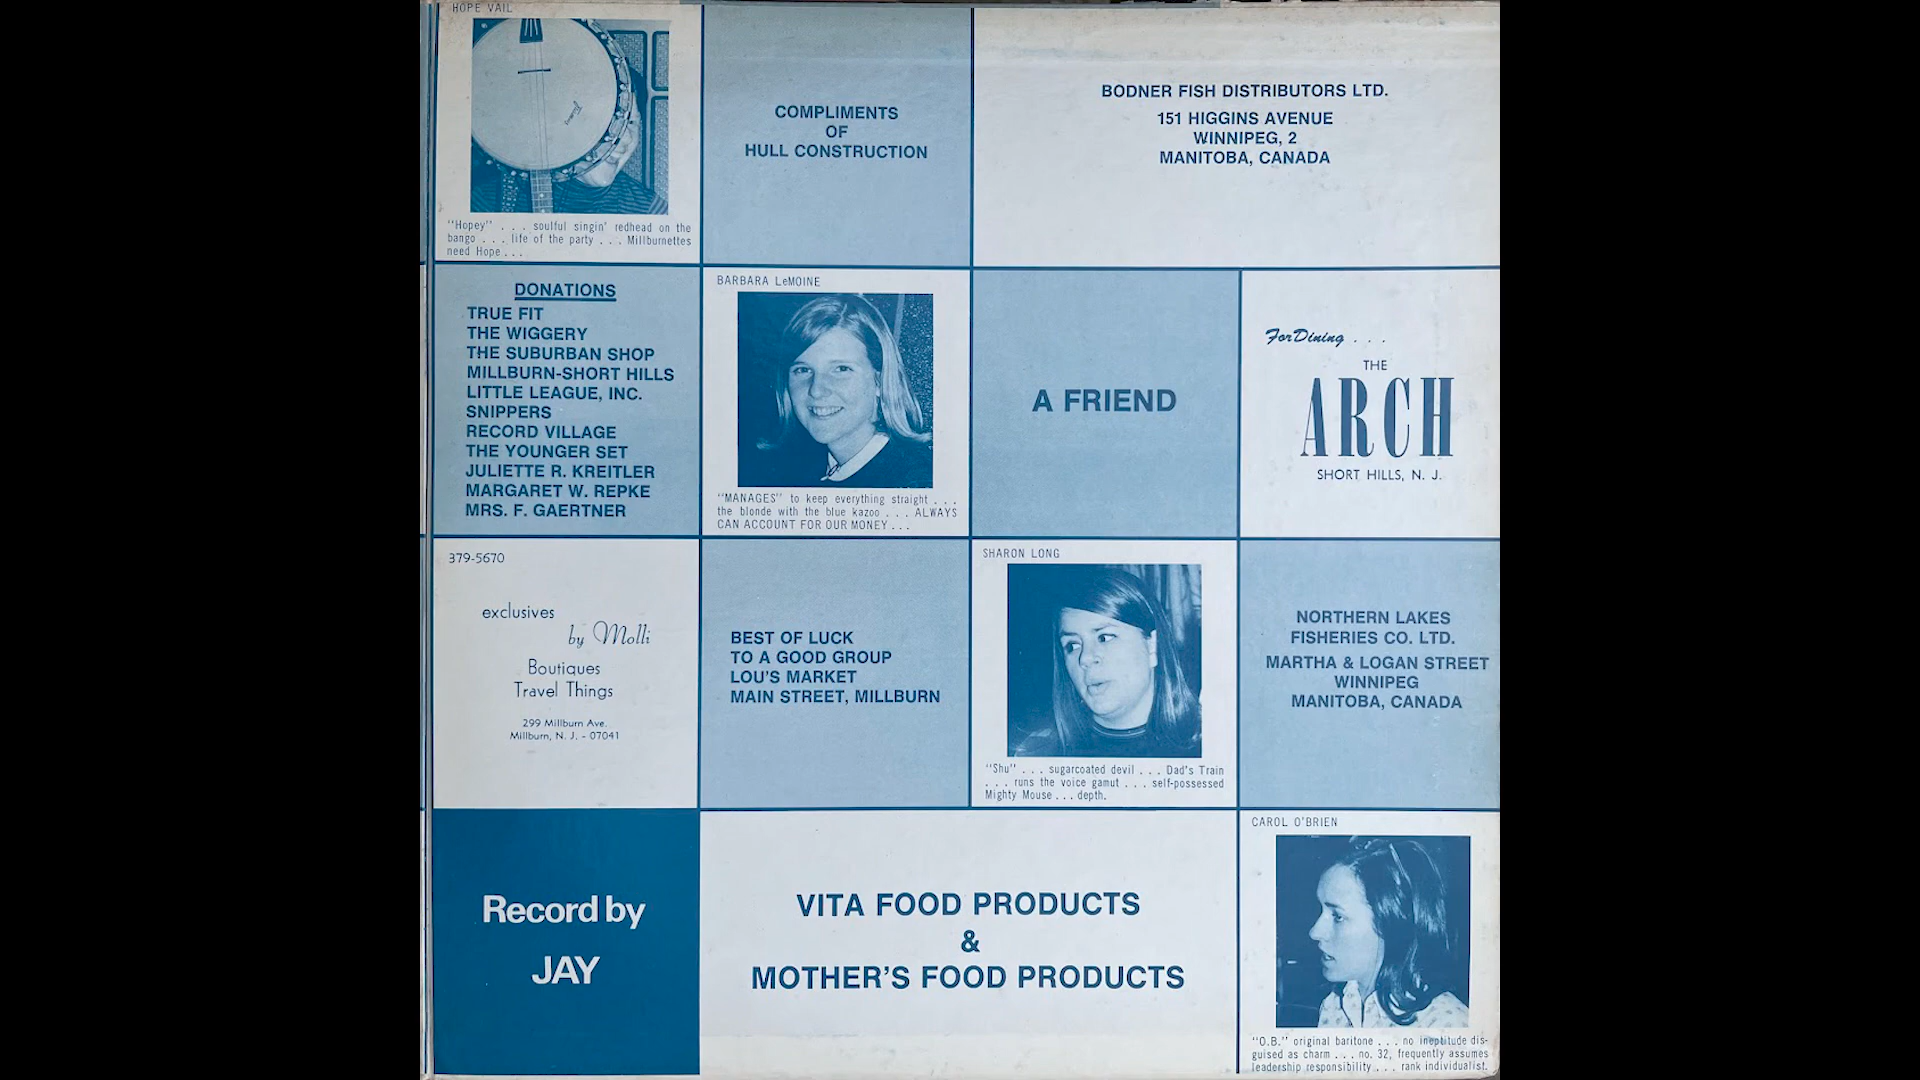 HOPE VAIL
"Hopey" . . . soulful singin' redhead on the
bango . . . life of the party . . . Millburnettes
need Hope . . .
COMPLIMENTS
OF
HULL CONSTRUCTION
BODNER FISH DISTRIBUTORS LTD.
151 HIGGINS AVENUE
WINNIPEG, 2
MANITOBA, CANADA
DONATIONS
TRUE FIT
THE WIGGERY
THE SUBURBAN SHOP
MILLBURN-SHORT HILLS
LITTLE LEAGUE, INC.
SNIPPERS
RECORD VILLAGE
THE YOUNGER SET
JULIETTE R. KREITLER
MARGARET W. REPKE
MRS. F. GAERTNER
BARBARA LeMOINE
"MANAGES" to keep everything straight . . .
the blonde with the blue kazoo . . . ALWAYS
CAN ACCOUNT FOR OUR MONEY . . .
A FRIEND
For Dining . . .
THE
ARCH
SHORT HILLS, N. J.
379-5670
exclusives
by Molli
Boutiques
Travel Things
299 Millburn Ave.
Millburn, N. J. - 07041
BEST OF LUCK
TO A GOOD GROUP
LOU'S MARKET
MAIN STREET, MILLBURN
SHARON LONG
"Shu" . . . sugarcoated devil . . . Dad's Train
. . . runs the voice gamut . . . self-possessed
Mighty Mouse . . . depth.
NORTHERN LAKES
FISHERIES CO. LTD.
MARTHA & LOGAN STREET
WINNIPEG
MANITOBA, CANADA
Record by
JAY
VITA FOOD PRODUCTS
&
MOTHER'S FOOD PRODUCTS
CAROL O'BRIEN
"O.B." original baritone . . . no ineptitude dis-
guised as charm . . . no. 32, frequently assumes
leadership responsibility . . . rank individualist.